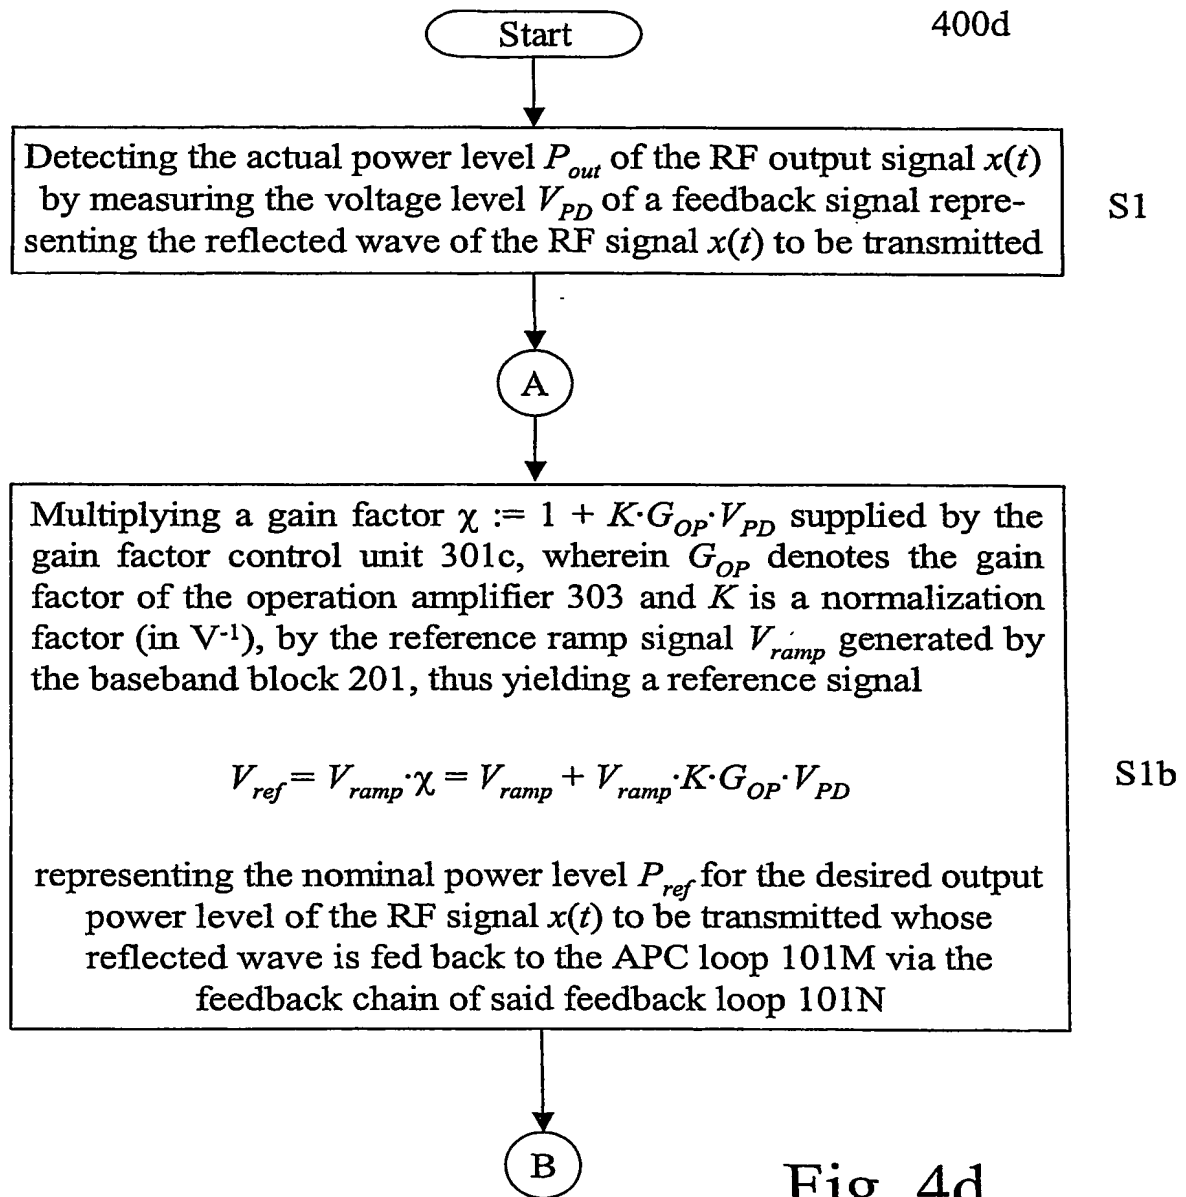 Start
400d
Detecting the actual power level P_out of the RF output signal x(t)
by measuring the voltage level V_PD of a feedback signal repre-
senting the reflected wave of the RF signal x(t) to be transmitted
S1
A
Multiplying a gain factor χ := 1 + K·G_OP·V_PD supplied by the
gain factor control unit 301c, wherein G_OP denotes the gain
factor of the operation amplifier 303 and K is a normalization
factor (in V⁻¹), by the reference ramp signal V_ramp generated by
the baseband block 201, thus yielding a reference signal
V_ref = V_ramp·χ = V_ramp + V_ramp·K·G_OP·V_PD
S1b
representing the nominal power level P_ref for the desired output
power level of the RF signal x(t) to be transmitted whose
reflected wave is fed back to the APC loop 101M via the
feedback chain of said feedback loop 101N
B
Fig. 4d